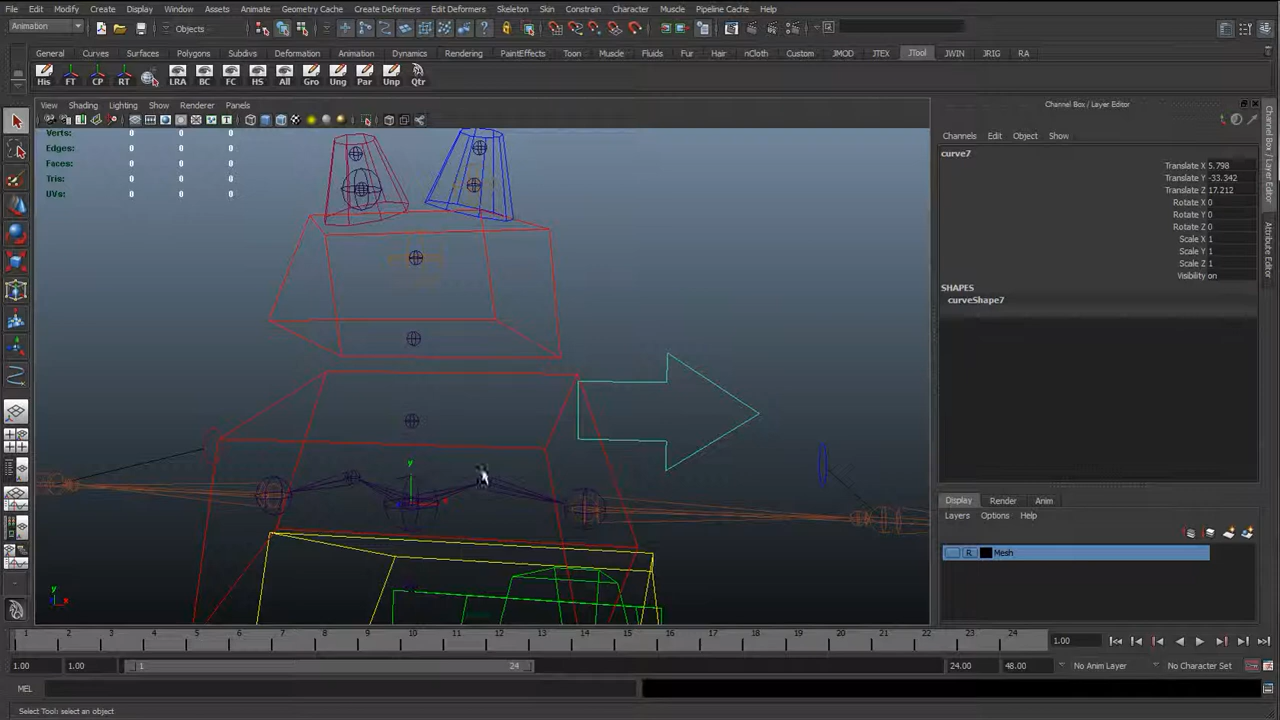 File Edit Modify Create Display Window Assets Animate Geometry Cache Create Deformers Edit Deformers Skeleton Skin Constrain Character Muscle Pipeline Cache Help
Animation Objects
General Curves Surfaces Polygons Subdivs Deformation Animation Dynamics Rendering PaintEffects Toon Muscle Fluids Fur Hair nCloth Custom JMOD JTEX JTool JWIN JRIG RA
His FT CP RT LRA BC FC HS All Gro Ung Par Unp Qtr
View Shading Lighting Show Renderer Panels
Channel Box / Layer Editor
Channels Edit Object Show
Verts: 0 0 0
Edges: 0 0 0
Faces: 0 0 0
Tris: 0 0 0
UVs: 0 0 0
curve7
Translate X 5.798
Translate Y -33.342
Translate Z 17.212
Rotate X 0
Rotate Y 0
Rotate Z 0
Scale X 1
Scale Y 1
Scale Z 1
Visibility on
SHAPES
curveShape7
Channel Box / Layer Editor
Attribute Editor
y
y
x
Display Render Anim
Layers Options Help
R Mesh
1 2 3 4 5 6 7 8 9 10 11 12 13 14 15 16 17 18 19 20 21 22 23 24 1.00
1.00 1.00 1 24 24.00 48.00 No Anim Layer No Character Set
MEL
Select Tool: select an object